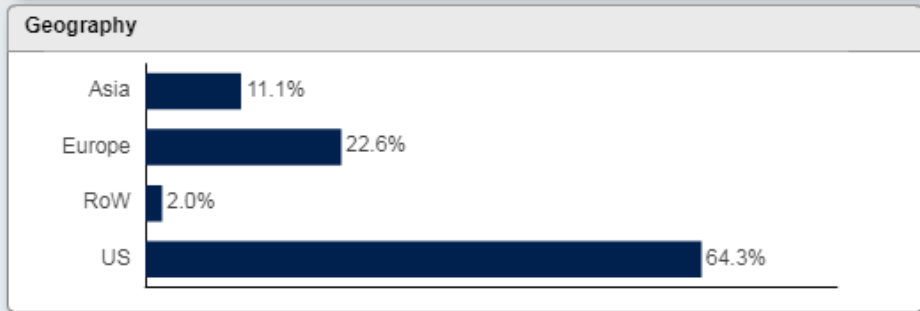 Geography
Asia 11.1%
Europe 22.6%
RoW 2.0%
US 64.3%